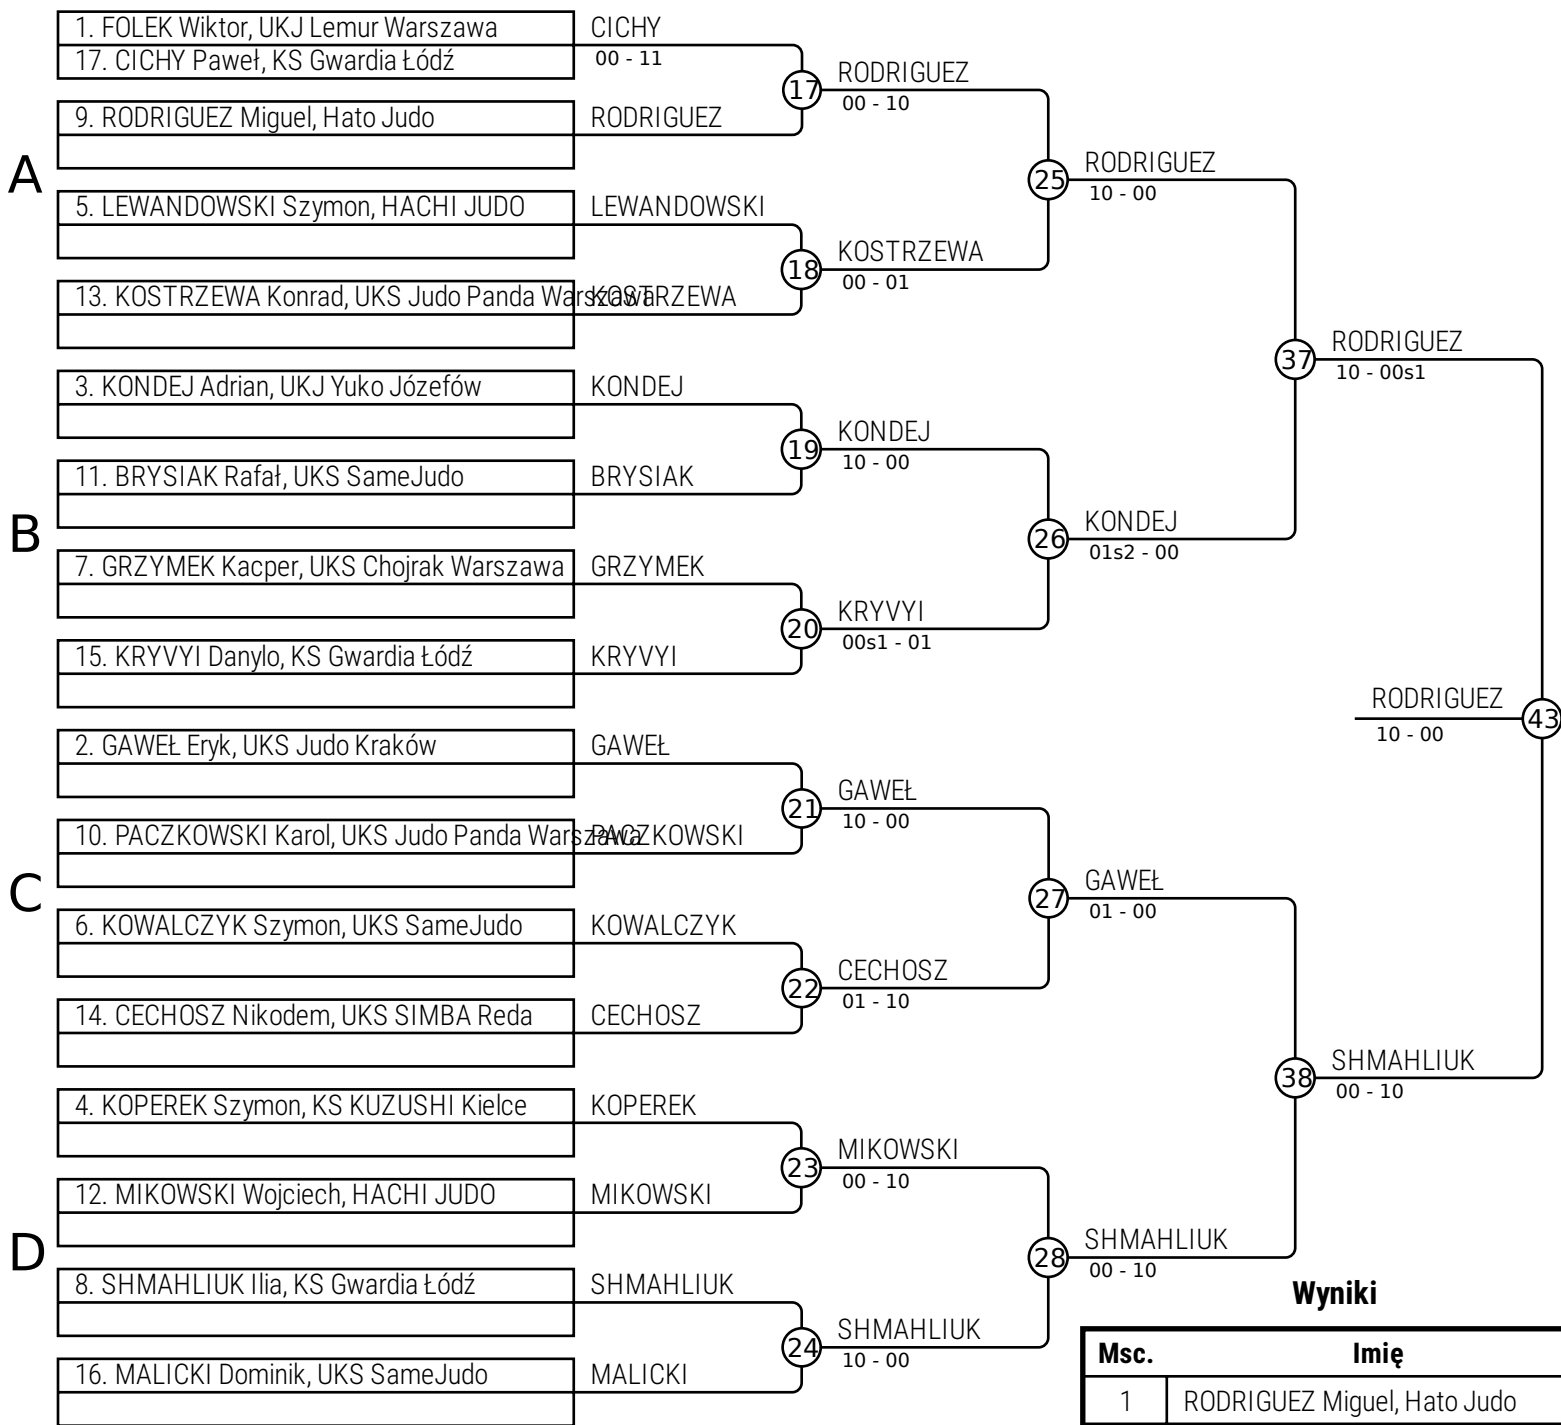 1. FOLEK Wiktor, UKJ Lemur Warszawa
17. CICHY Paweł, KS Gwardia Łódź
CICHY
00 - 11
9. RODRIGUEZ Miguel, Hato Judo
RODRIGUEZ
17
RODRIGUEZ
00 - 10
A
5. LEWANDOWSKI Szymon, HACHI JUDO
LEWANDOWSKI
13. KOSTRZEWA Konrad, UKS Judo Panda Warszawa
KOSTRZEWA
18
KOSTRZEWA
00 - 01
25
RODRIGUEZ
10 - 00
3. KONDEJ Adrian, UKJ Yuko Józefów
KONDEJ
11. BRYSIAK Rafał, UKS SameJudo
BRYSIAK
19
KONDEJ
10 - 00
B
7. GRZYMEK Kacper, UKS Chojrak Warszawa
GRZYMEK
15. KRYVYI Danylo, KS Gwardia Łódź
KRYVYI
20
KRYVYI
00s1 - 01
26
KONDEJ
01s2 - 00
37
RODRIGUEZ
10 - 00s1
2. GAWEŁ Eryk, UKS Judo Kraków
GAWEŁ
10. PACZKOWSKI Karol, UKS Judo Panda Warszawa
PACZKOWSKI
21
GAWEŁ
10 - 00
C
6. KOWALCZYK Szymon, UKS SameJudo
KOWALCZYK
14. CECHOSZ Nikodem, UKS SIMBA Reda
CECHOSZ
22
CECHOSZ
01 - 10
27
GAWEŁ
01 - 00
4. KOPEREK Szymon, KS KUZUSHI Kielce
KOPEREK
12. MIKOWSKI Wojciech, HACHI JUDO
MIKOWSKI
23
MIKOWSKI
00 - 10
D
8. SHMAHLIUK Ilia, KS Gwardia Łódź
SHMAHLIUK
16. MALICKI Dominik, UKS SameJudo
MALICKI
24
SHMAHLIUK
10 - 00
28
SHMAHLIUK
00 - 10
38
SHMAHLIUK
00 - 10
RODRIGUEZ
10 - 00
43
Wyniki
Msc. Imię
1 RODRIGUEZ Miguel, Hato Judo